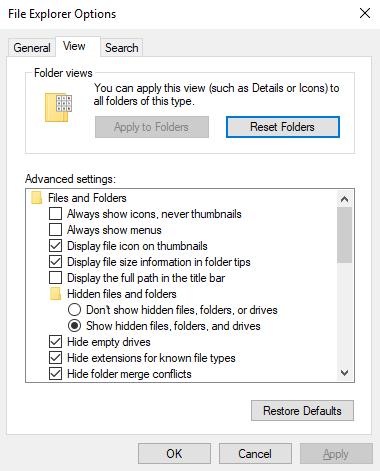 File Explorer Options
General View Search
Folder views
You can apply this view (such as Details or Icons) to
all folders of this type.
Apply to Folders Reset Folders
Advanced settings:
Files and Folders
Always show icons, never thumbnails
Always show menus
Display file icon on thumbnails
Display file size information in folder tips
Display the full path in the title bar
Hidden files and folders
Don't show hidden files, folders, or drives
Show hidden files, folders, and drives
Hide empty drives
Hide extensions for known file types
Hide folder merge conflicts
Restore Defaults
OK Cancel Apply